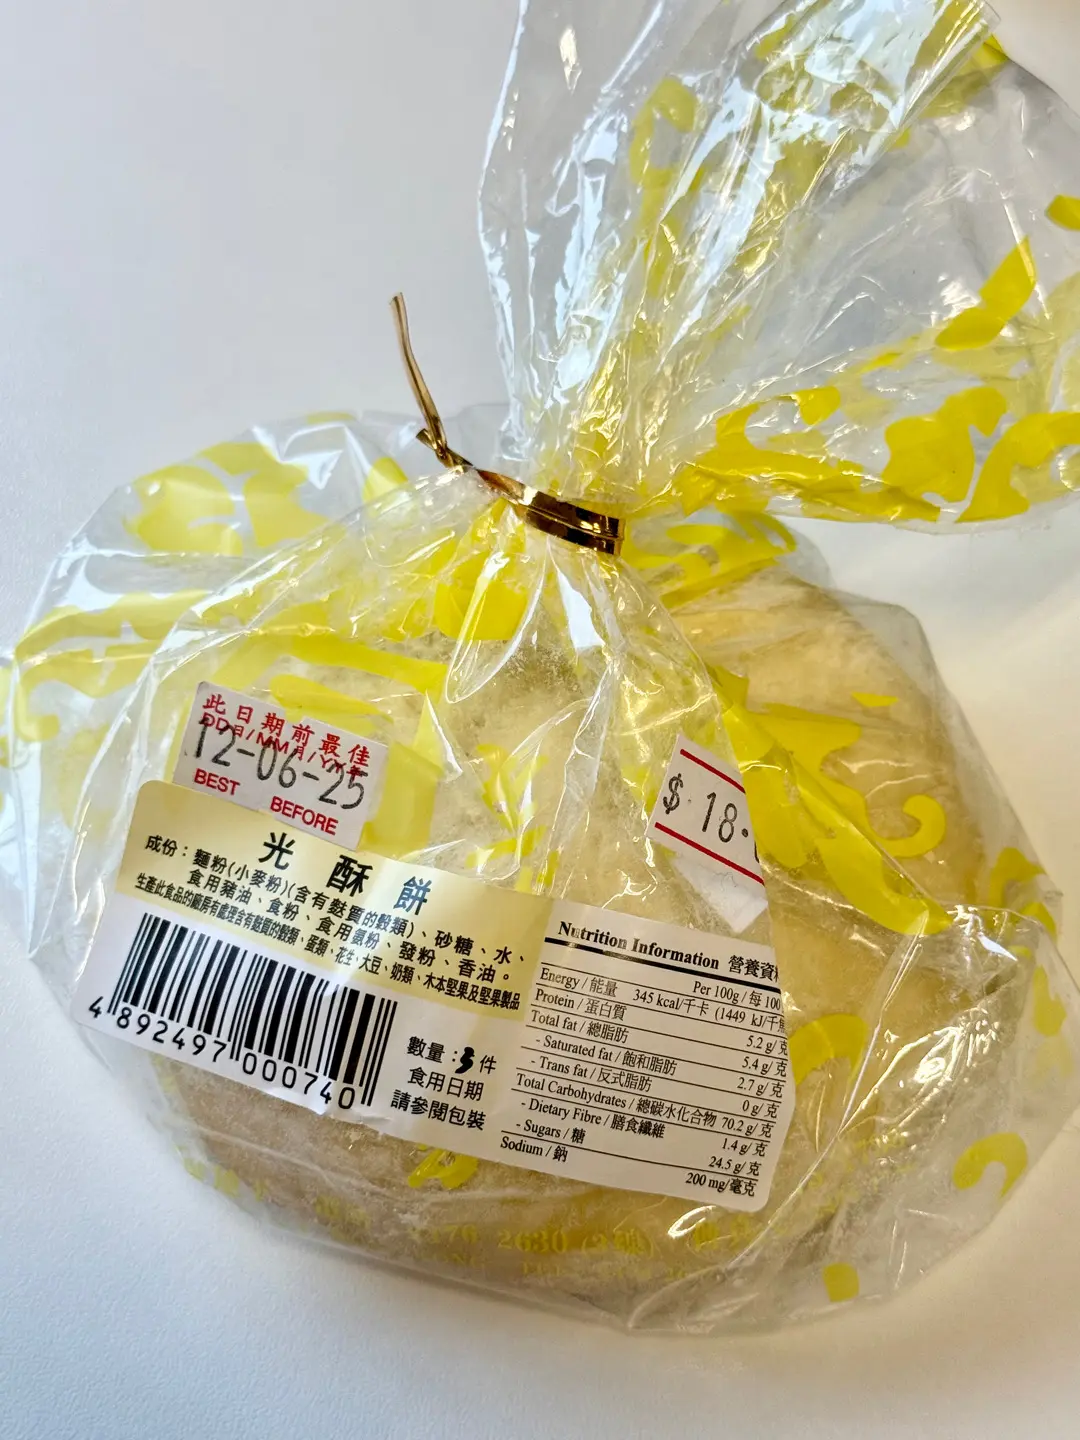 此日期前最佳
DD日/MM月/YY年
12-06-25
BEST BEFORE
$ 18.
光酥餅
成份：麵粉(小麥粉)(含有麩質的穀類)、砂糖、水、
食用豬油、食粉、食用氨粉、發粉、香油。
生產此食品的廠房有處理含有麩質的穀類、蛋類、花生、大豆、奶類、木本堅果及堅果製品
4 892497 000740
數量：3件
食用日期
請參閱包裝
Nutrition Information 營養資
Per 100g / 每 100
Energy / 能量 345 kcal/千卡 (1449 kJ/千
Protein / 蛋白質 5.2 g/克
Total fat / 總脂肪 5.4 g/克
- Saturated fat / 飽和脂肪 2.7 g/克
- Trans fat / 反式脂肪 0 g/克
Total Carbohydrates / 總碳水化合物 70.2 g/克
- Dietary Fibre / 膳食纖維 1.4 g/克
- Sugars / 糖 24.5 g/克
Sodium / 鈉 200 mg/毫克
2630